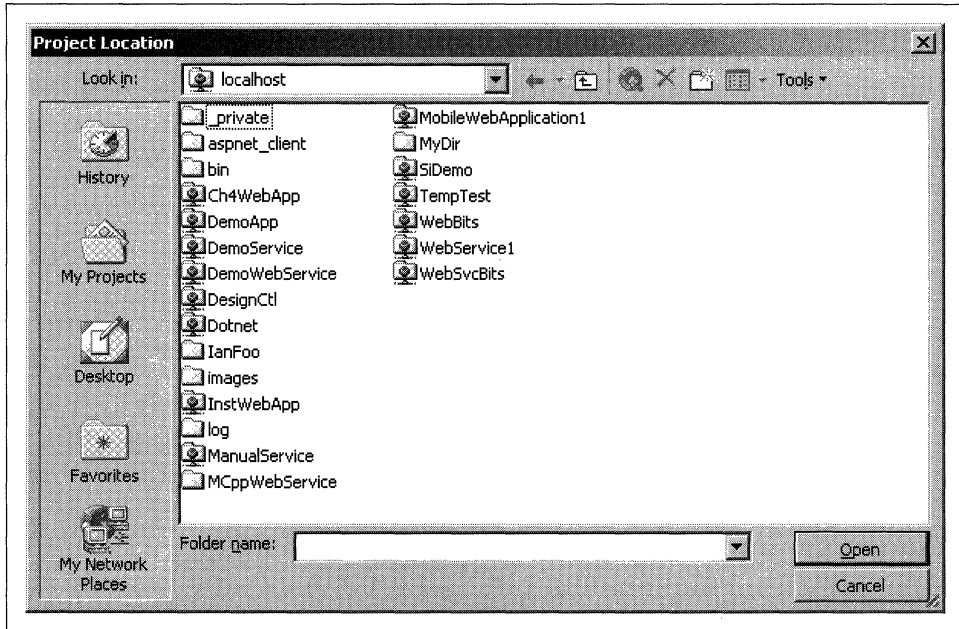 Project Location
Look in:
localhost
Tools
History
My Projects
Desktop
Favorites
My Network
Places
_private
aspnet_client
bin
Ch4WebApp
DemoApp
DemoService
DemoWebService
DesignCtl
Dotnet
IanFoo
images
InstWebApp
log
ManualService
MCppWebService
MobileWebApplication1
MyDir
SiDemo
TempTest
WebBits
WebService1
WebSvcBits
Folder name:
Open
Cancel